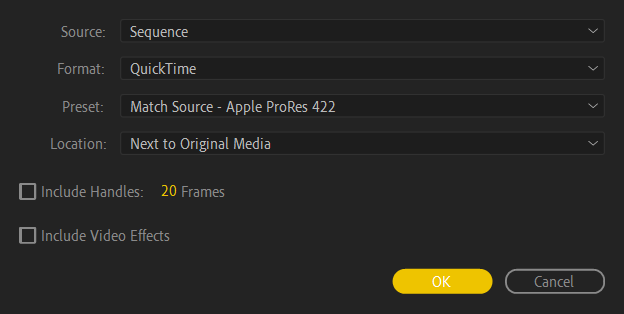 Source: Sequence
Format: QuickTime
Preset: Match Source - Apple ProRes 422
Location: Next to Original Media
Include Handles: 20 Frames
Include Video Effects
OK Cancel